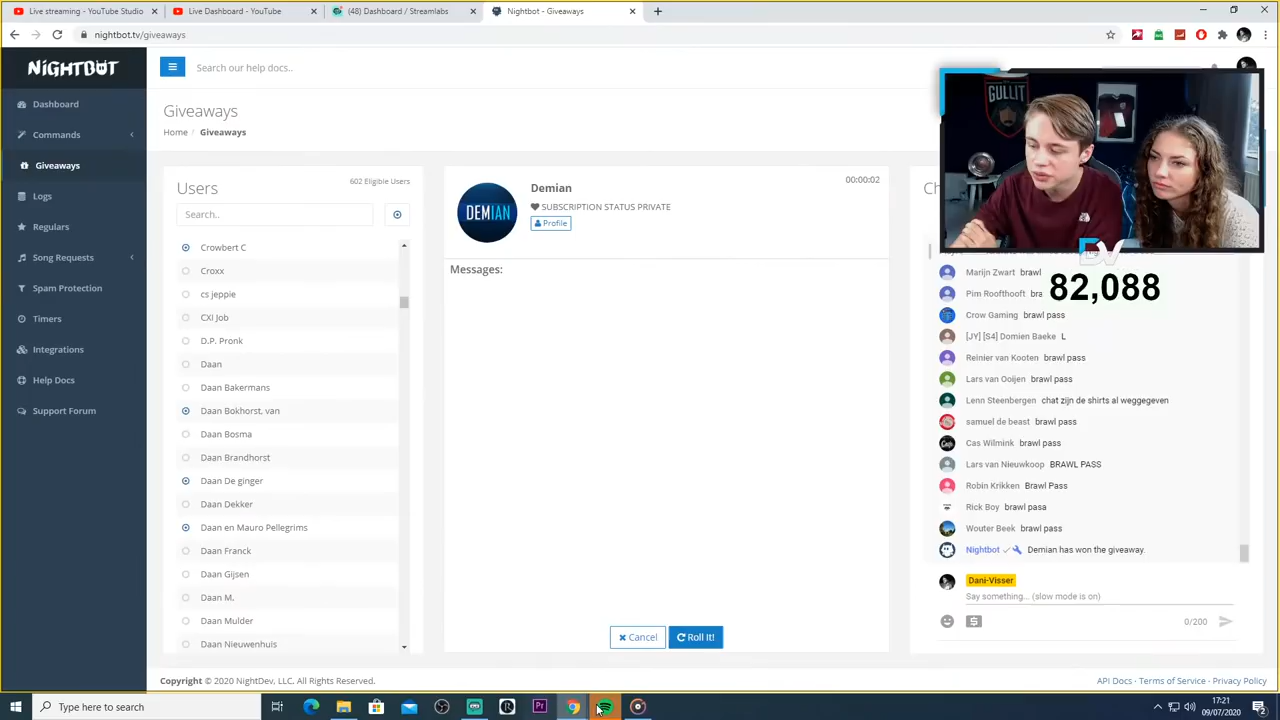 Live streaming - YouTube Studio
Live Dashboard - YouTube
(48) Dashboard / Streamlabs
Nightbot - Giveaways
nightbot.tv/giveaways
NIGHTBOT
Search our help docs..
Dashboard
Commands
Giveaways
Logs
Regulars
Song Requests
Spam Protection
Timers
Integrations
Help Docs
Support Forum
Giveaways
Home / Giveaways
Users
602 Eligible Users
Search..
Crowbert C
Croxx
cs jeppie
CXI Job
D.P. Pronk
Daan
Daan Bakermans
Daan Bokhorst, van
Daan Bosma
Daan Brandhorst
Daan De ginger
Daan Dekker
Daan en Mauro Pellegrims
Daan Franck
Daan Gijsen
Daan M.
Daan Mulder
Daan Nieuwenhuis
DEMIAN
Demian
00:00:02
SUBSCRIPTION STATUS PRIVATE
Profile
Messages:
Cancel
Roll It!
GULLIT
DV
82,088
Marijn Zwart brawl
Pim Roofthooft bra
Crow Gaming brawl pass
[JY] [S4] Domien Baeke L
Reinier van Kooten brawl pass
Lars van Ooijen brawl pass
Lenn Steenbergen chat zijn de shirts al weggegeven
samuel de beast brawl pass
Cas Wilmink brawl pass
Lars van Nieuwkoop BRAWL PASS
Robin Krikken Brawl Pass
Rick Boy brawl pasa
Wouter Beek brawl pass
Nightbot Demian has won the giveaway.
Dani-Visser
Say something... (slow mode is on)
0/200
Copyright © 2020 NightDev, LLC. All Rights Reserved.
API Docs - Terms of Service - Privacy Policy
Type here to search
17:21
09/07/2020